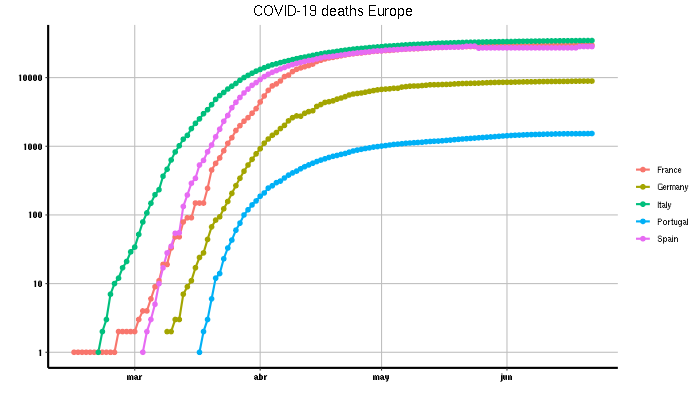 COVID-19 deaths Europe
10000
1000
100
10
1
mar abr may jun
France
Germany
Italy
Portugal
Spain